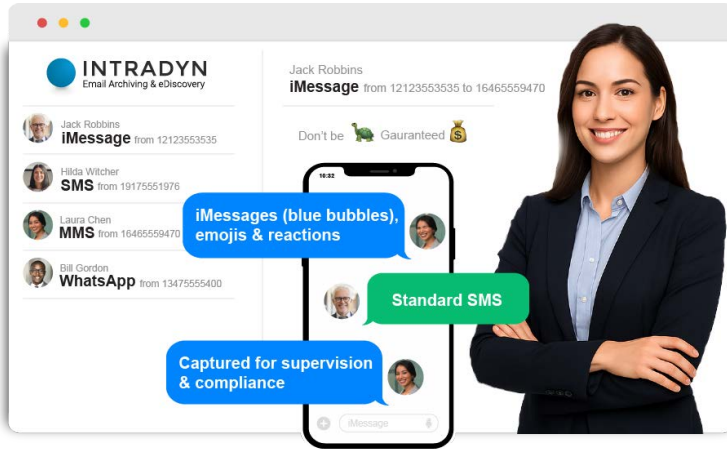 INTRADYN
Email Archiving & eDiscovery
Jack Robbins
iMessage from 12123553535
Hilda Witcher
SMS from 19175551976
Laura Chen
MMS from 16465559470
Bill Gordon
WhatsApp from 13475555400
Jack Robbins
iMessage from 12123553535 to 16465559470
Don't be 🐢 Gauranteed 💰
10:32
iMessages (blue bubbles),
emojis & reactions
Standard SMS
Captured for supervision
& compliance
iMessage